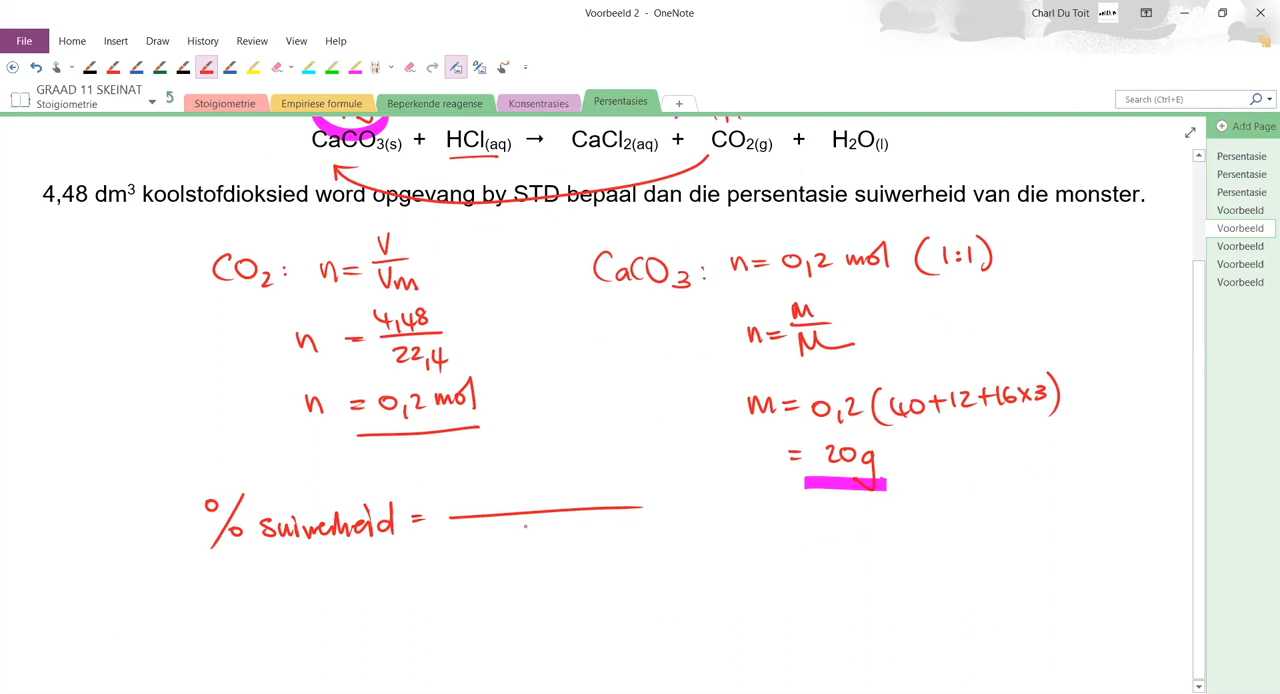 Voorbeeld 2 - OneNote
Charl Du Toit
File Home Insert Draw History Review View Help
GRAAD 11 SKEINAT
Stoigiometrie
Stoigiometrie Empiriese formule Beperkende reagense Konsentrasies Persentasies +
Search (Ctrl+E)
Add Page
Persentasie
Persentasie
Persentasie
Voorbeeld
Voorbeeld
Voorbeeld
Voorbeeld
Voorbeeld
CaCO3(s) + HCl(aq) → CaCl2(aq) + CO2(g) + H2O(l)
4,48 dm³ koolstofdioksied word opgevang by STD bepaal dan die persentasie suiwerheid van die monster.
CO2: n = V/Vm
n = 4,48/22,4
n = 0,2 mol
CaCO3: n = 0,2 mol (1:1)
n = m/M
m = 0,2 (40+12+16×3)
= 20g
% suiwerheid =